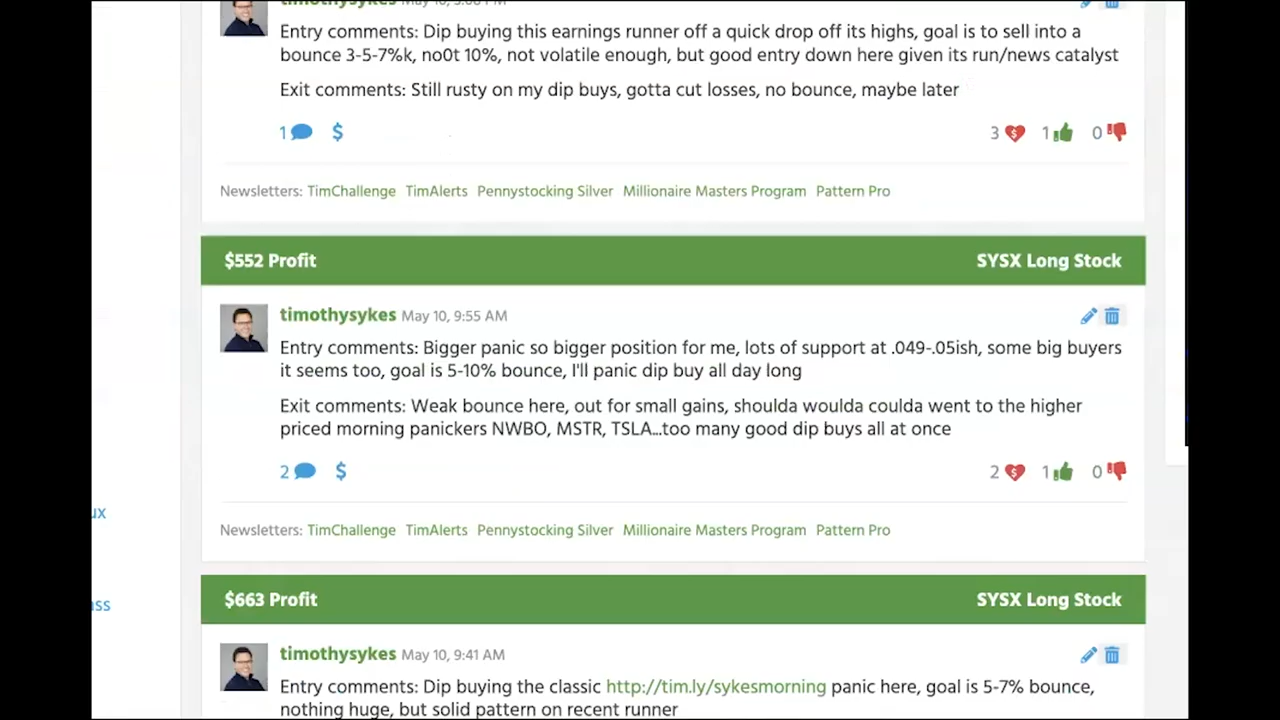 timothysykes
Entry comments: Dip buying this earnings runner off a quick drop off its highs, goal is to sell into a
bounce 3-5-7%k, no0t 10%, not volatile enough, but good entry down here given its run/news catalyst
Exit comments: Still rusty on my dip buys, gotta cut losses, no bounce, maybe later
1 $ 3 1 0
Newsletters: TimChallenge TimAlerts Pennystocking Silver Millionaire Masters Program Pattern Pro
$552 Profit SYSX Long Stock
timothysykes May 10, 9:55 AM
Entry comments: Bigger panic so bigger position for me, lots of support at .049-.05ish, some big buyers
it seems too, goal is 5-10% bounce, I'll panic dip buy all day long
Exit comments: Weak bounce here, out for small gains, shoulda woulda coulda went to the higher
priced morning panickers NWBO, MSTR, TSLA...too many good dip buys all at once
2 $ 2 1 0
ux
Newsletters: TimChallenge TimAlerts Pennystocking Silver Millionaire Masters Program Pattern Pro
$663 Profit SYSX Long Stock
ass
timothysykes May 10, 9:41 AM
Entry comments: Dip buying the classic http://tim.ly/sykesmorning panic here, goal is 5-7% bounce,
nothing huge, but solid pattern on recent runner